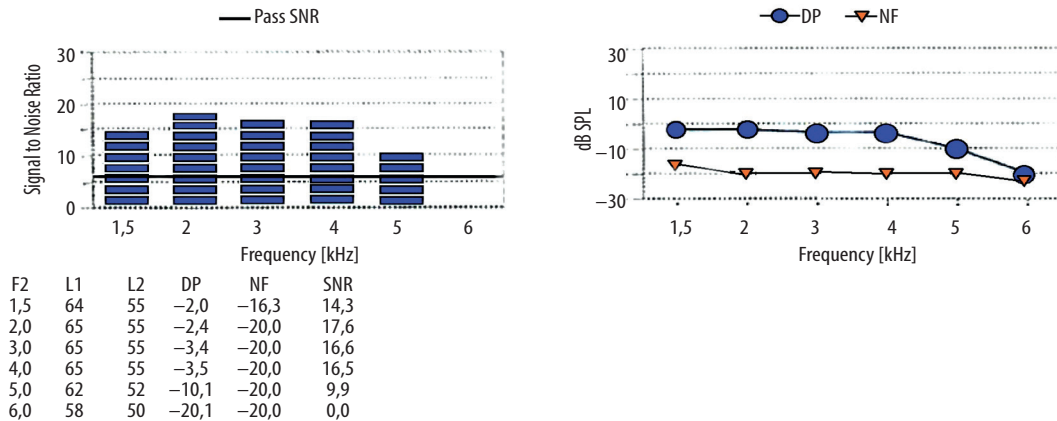 Pass SNR
30
20
10
0
Signal to Noise Ratio
1,5 2 3 4 5 6
Frequency [kHz]
DP NF
30
10
−10
−30
dB SPL
1,5 2 3 4 5 6
Frequency [kHz]
F2 L1 L2 DP NF SNR
1,5 64 55 −2,0 −16,3 14,3
2,0 65 55 −2,4 −20,0 17,6
3,0 65 55 −3,4 −20,0 16,6
4,0 65 55 −3,5 −20,0 16,5
5,0 62 52 −10,1 −20,0 9,9
6,0 58 50 −20,1 −20,0 0,0